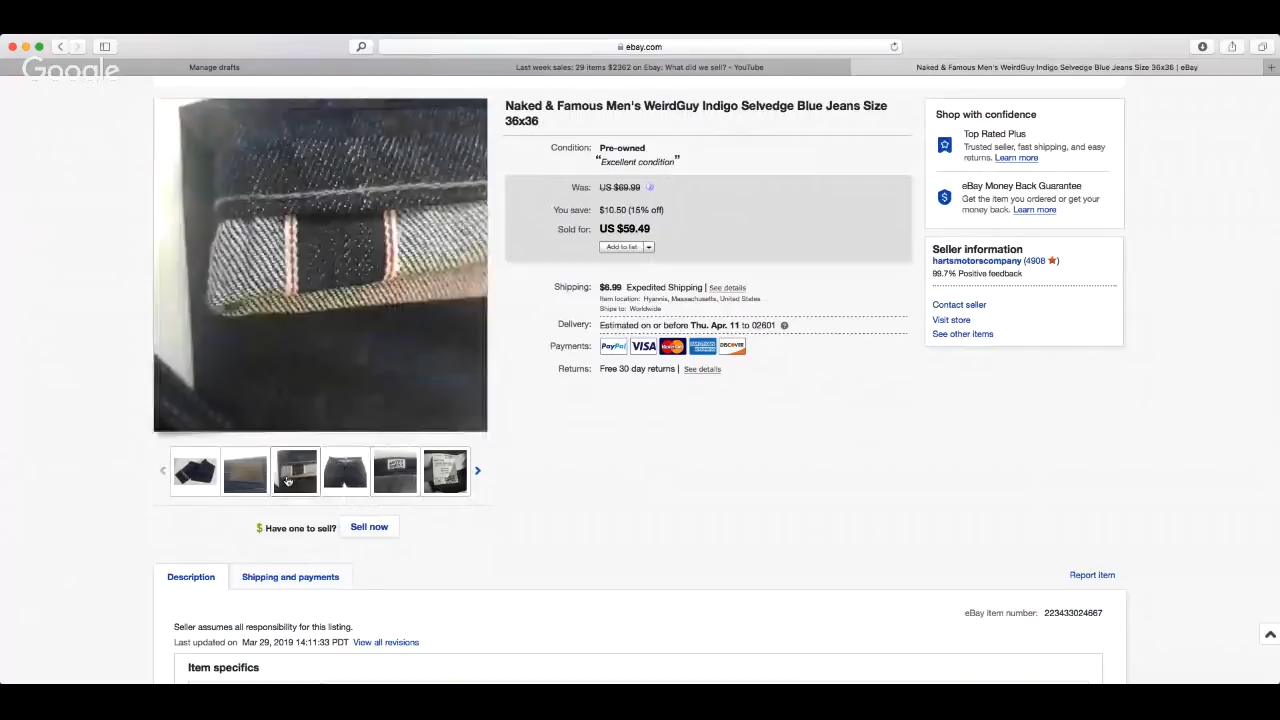 ebay.com
Google
Manage drafts
Last week sales: 29 items $2362 on Ebay: What did we sell? - YouTube
Naked & Famous Men's WeirdGuy Indigo Selvedge Blue Jeans Size 36x36 | eBay
Naked & Famous Men's WeirdGuy Indigo Selvedge Blue Jeans Size
36x36
Condition: Pre-owned
“Excellent condition”
Was: US $69.99
You save: $10.50 (15% off)
Sold for: US $59.49
Add to list
Shipping: $6.99 Expedited Shipping | See details
Item location: Hyannis, Massachusetts, United States
Ships to: Worldwide
Delivery: Estimated on or before Thu. Apr. 11 to 02601
Payments: PayPal VISA MasterCard AMERICAN EXPRESS DISCOVER
Returns: Free 30 day returns | See details
Shop with confidence
Top Rated Plus
Trusted seller, fast shipping, and easy
returns. Learn more
eBay Money Back Guarantee
Get the item you ordered or get your
money back. Learn more
Seller information
hartsmotorscompany (4908)
99.7% Positive feedback
Contact seller
Visit store
See other items
$ Have one to sell? Sell now
Description
Shipping and payments
Report item
eBay item number: 223433024667
Seller assumes all responsibility for this listing.
Last updated on Mar 29, 2019 14:11:33 PDT View all revisions
Item specifics